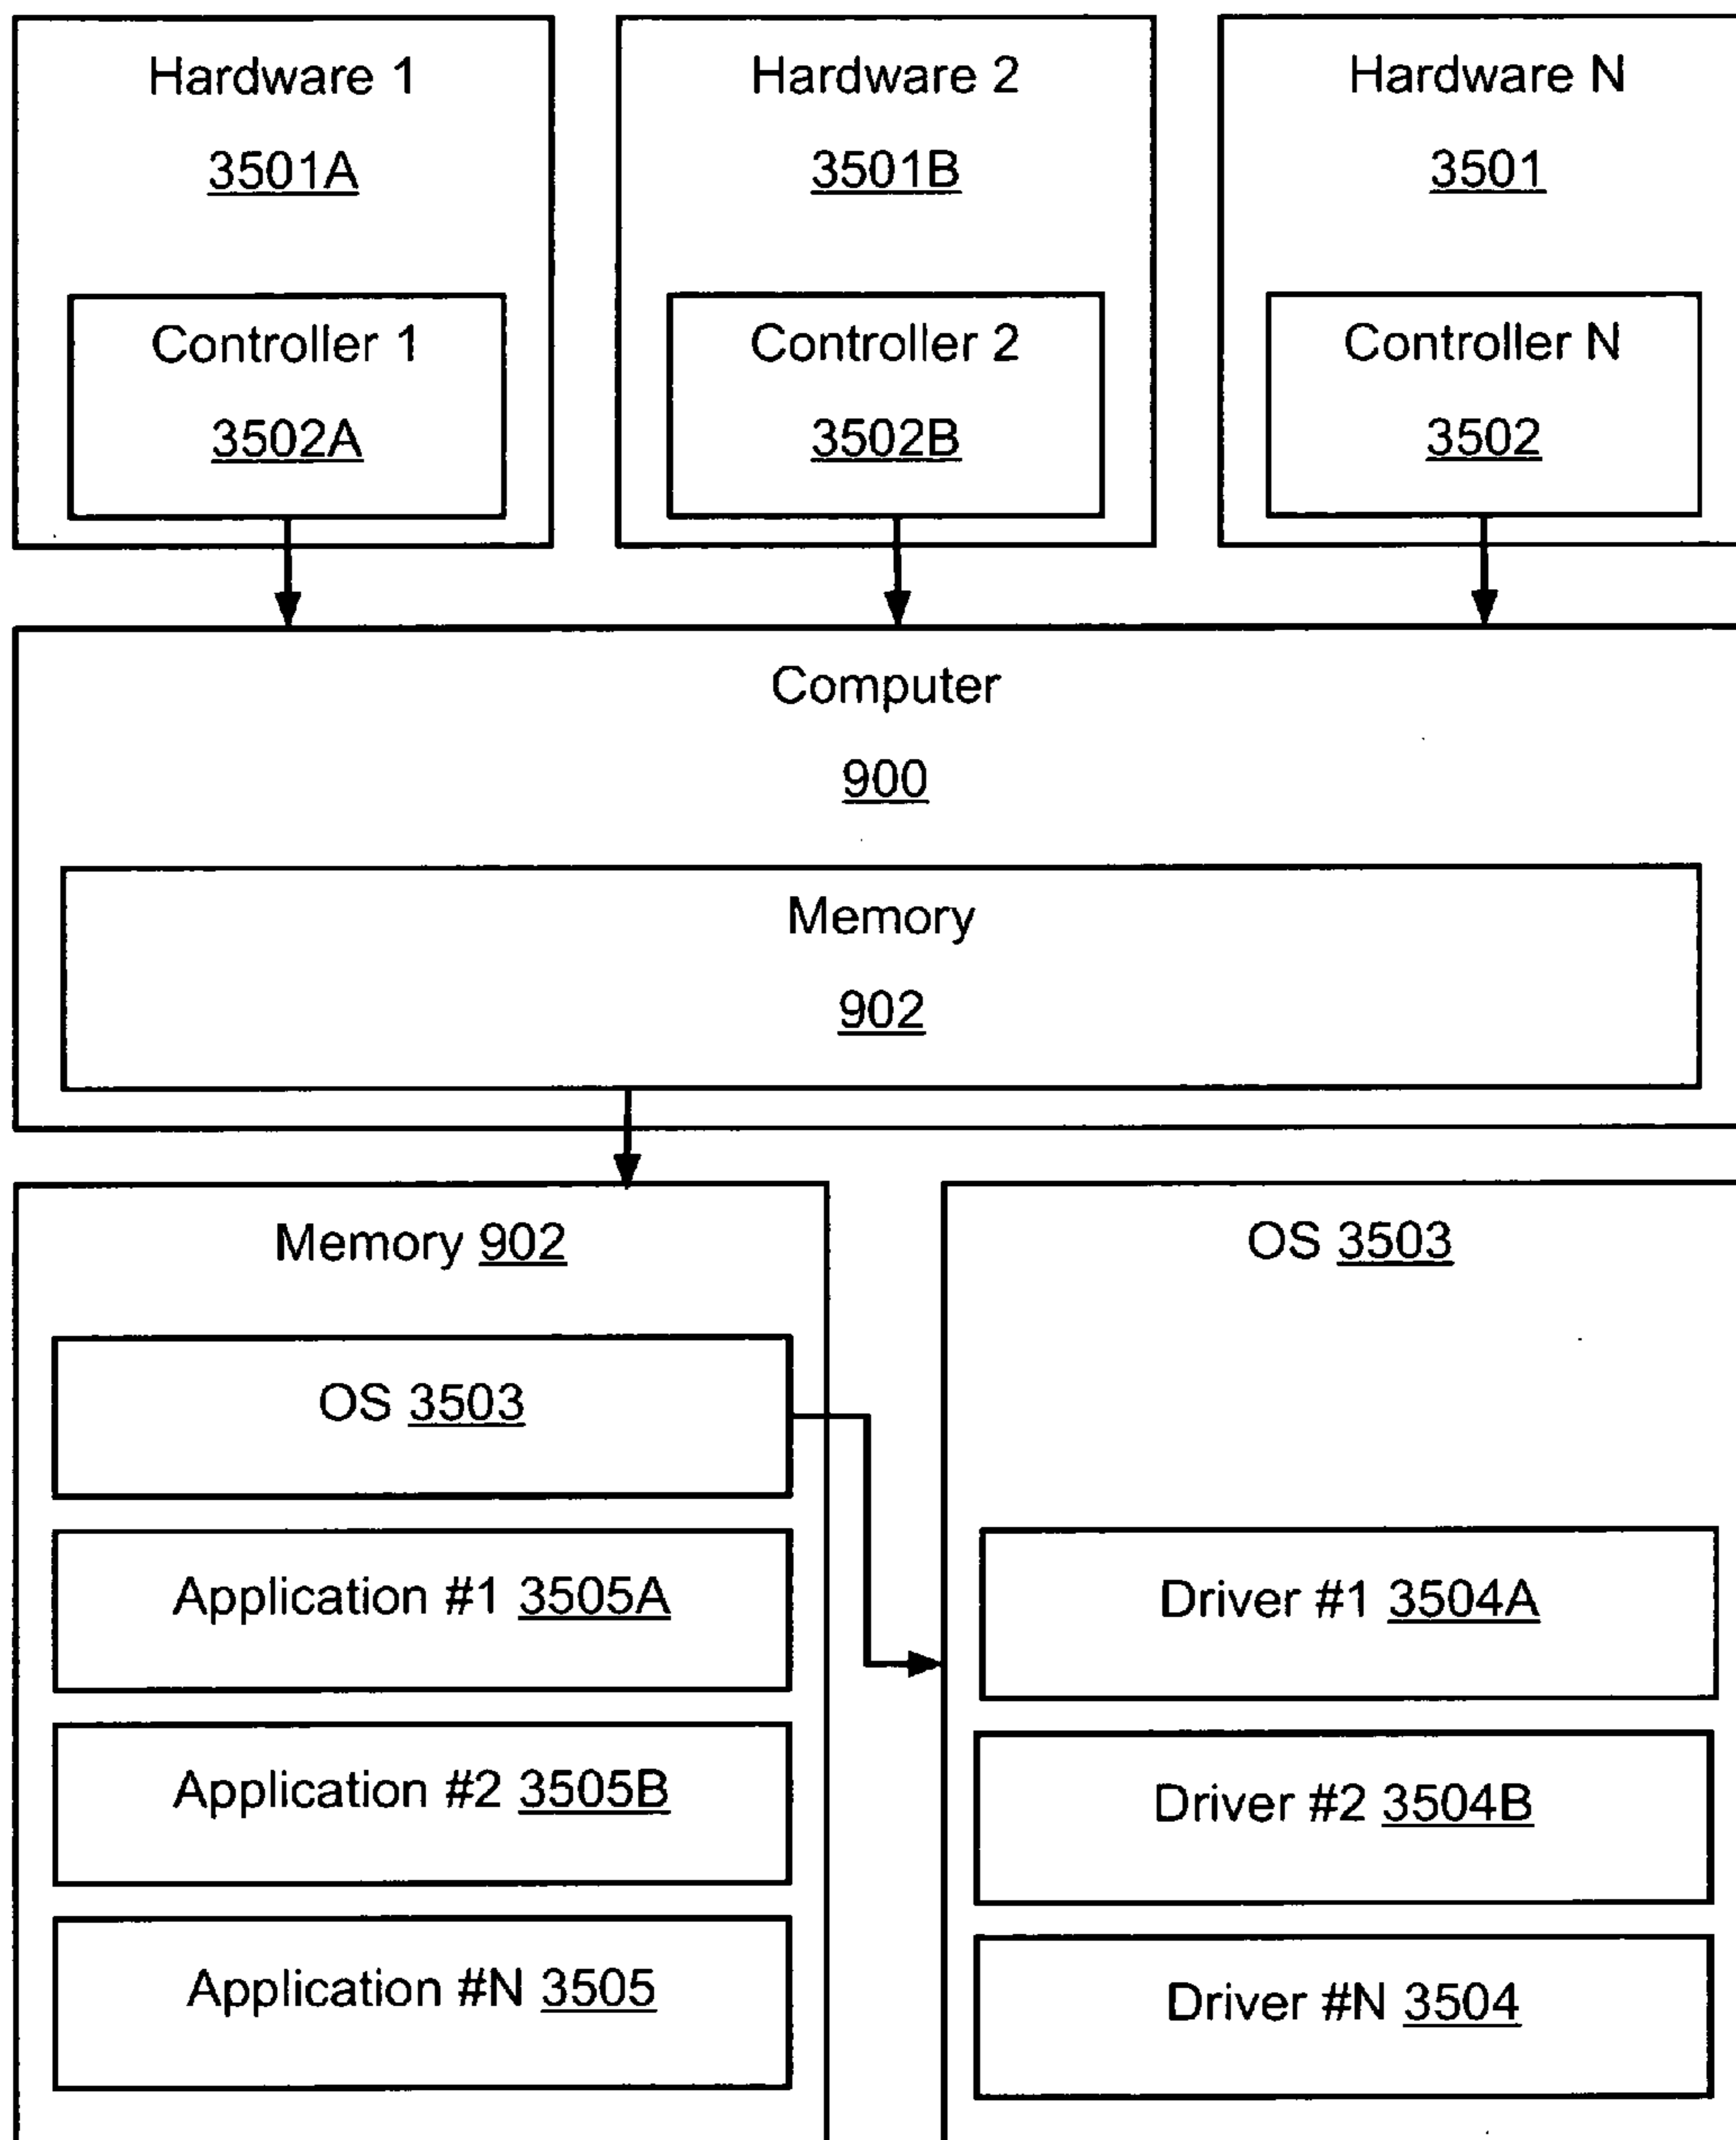 Hardware 1
3501A
Controller 1
3502A
Hardware 2
3501B
Controller 2
3502B
Hardware N
3501
Controller N
3502
Computer
900
Memory
902
Memory 902
OS 3503
Application #1 3505A
Application #2 3505B
Application #N 3505
OS 3503
Driver #1 3504A
Driver #2 3504B
Driver #N 3504